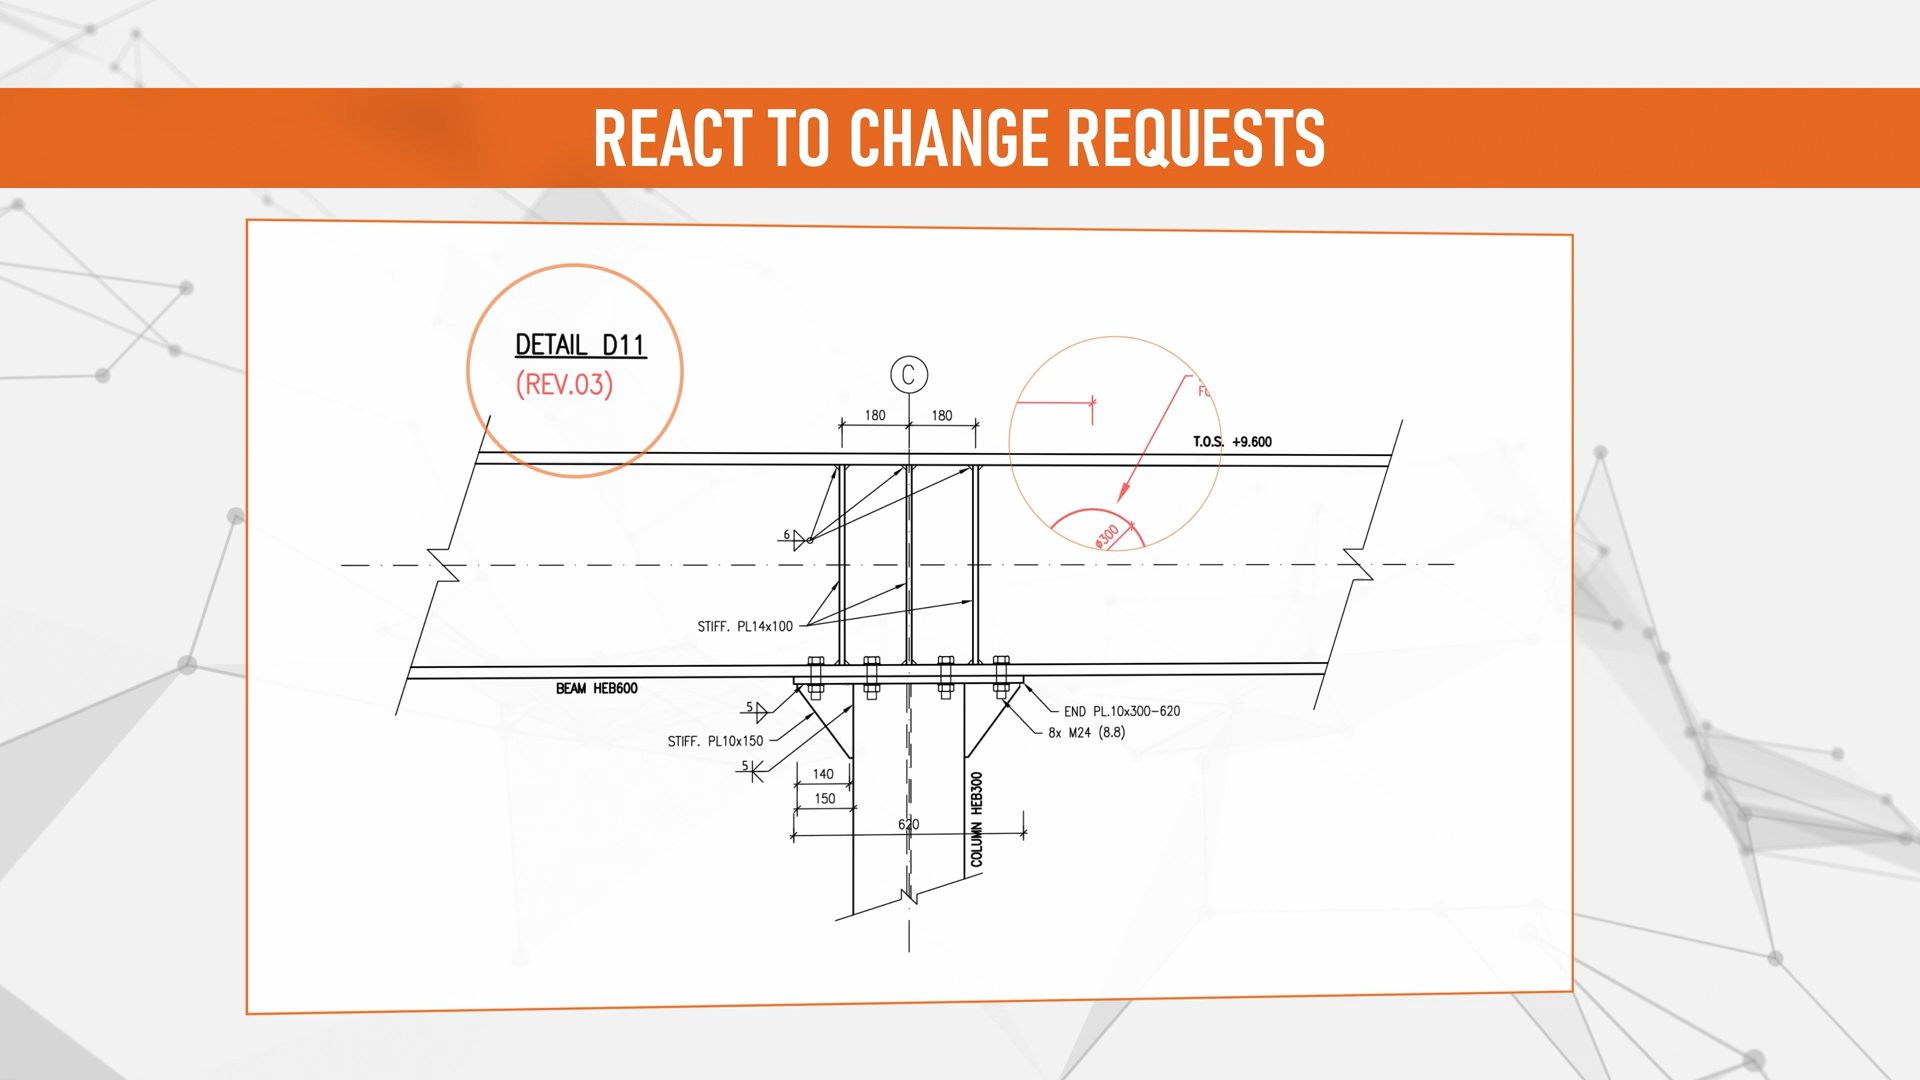 REACT TO CHANGE REQUESTS
DETAIL D11
(REV.03)
C
180
180
T.O.S. +9.600
ø300
6
STIFF. PL14x100
BEAM HEB600
5
END PL.10x300-620
8x M24 (8.8)
STIFF. PL10x150
5
140
150
620
COLUMN HEB300